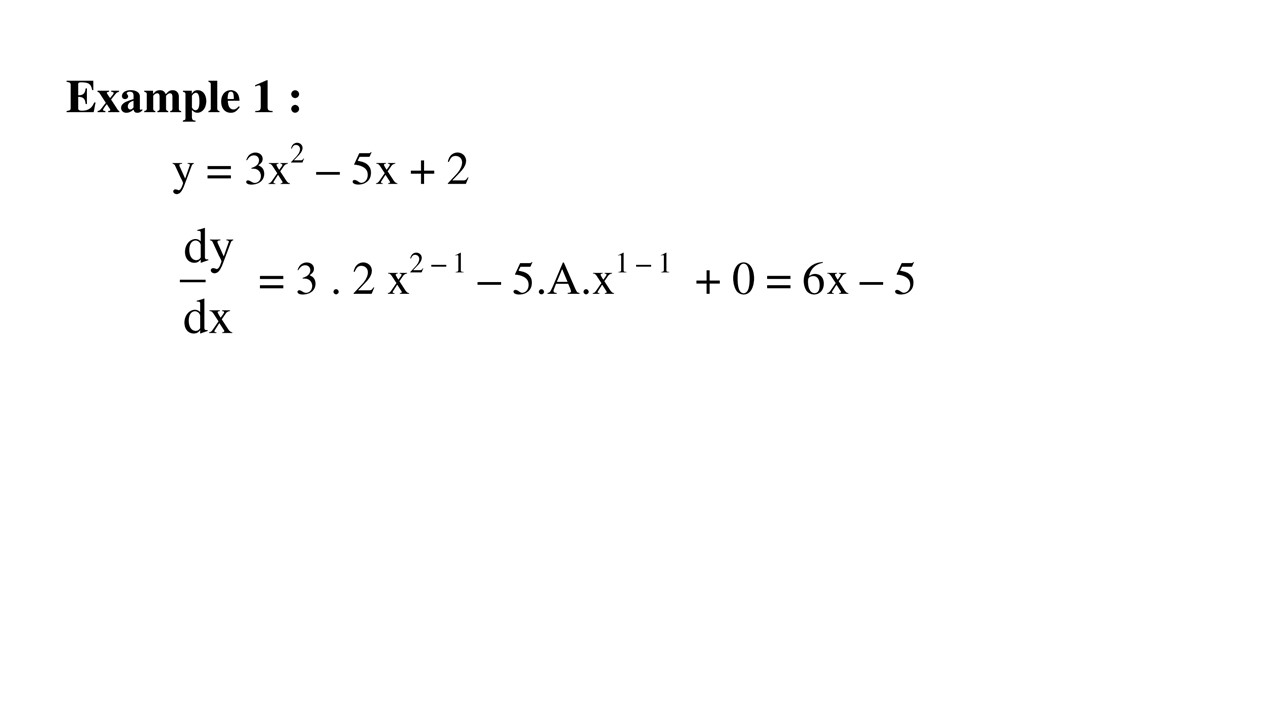 Example 1 :
y = 3x² – 5x + 2
dy
dx
= 3 . 2 x²⁻¹ – 5.A.x¹⁻¹ + 0 = 6x – 5